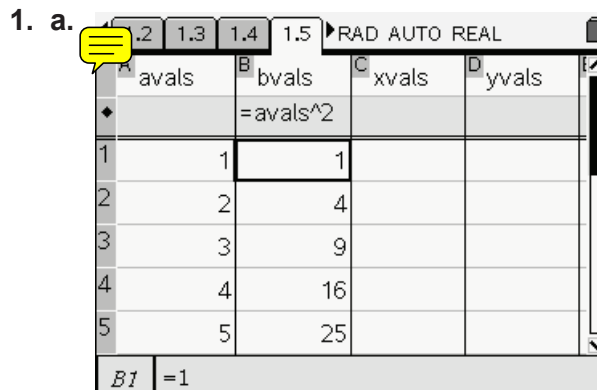 1. a.
1.2 1.3 1.4 1.5 RAD AUTO REAL
A avals B bvals C xvals D yvals E
◆ =avals^2
1 1 1
2 2 4
3 3 9
4 4 16
5 5 25
B1 =1